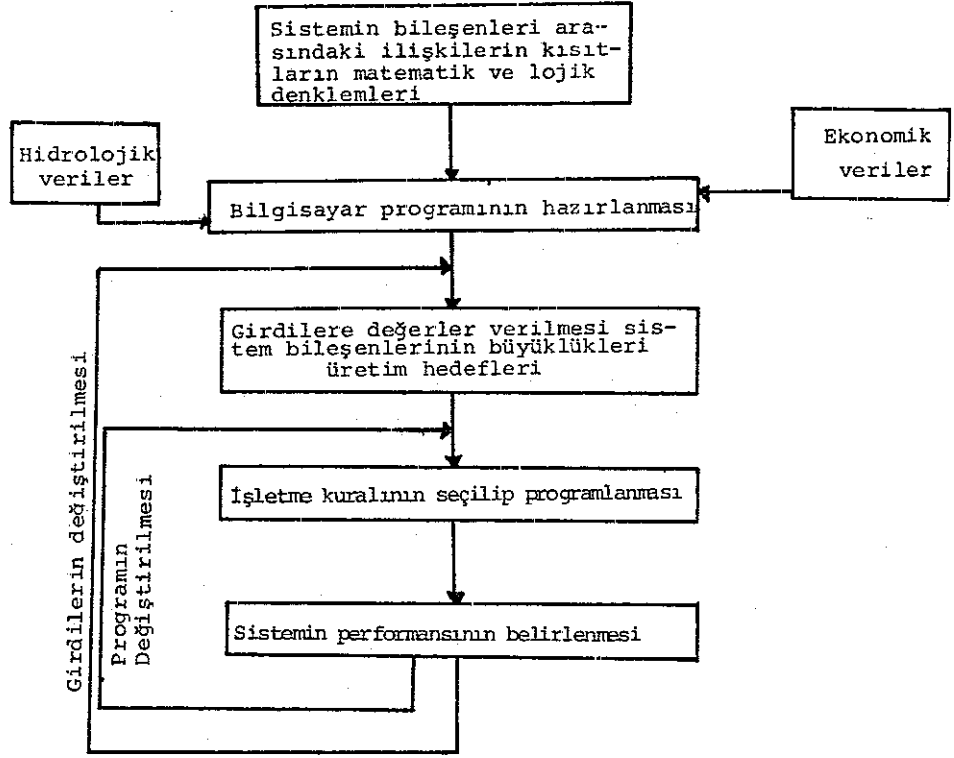 Sistemin bileşenleri ara-
sındaki ilişkilerin kısıt-
ların matematik ve lojik
denklemleri
Hidrolojik
veriler
Ekonomik
veriler
Bilgisayar programının hazırlanması
Girdilere değerler verilmesi sis-
tem bileşenlerinin büyüklükleri
üretim hedefleri
Girdilerin değiştirilmesi
Programın
Değiştirilmesi
İşletme kuralının seçilip programlanması
Sistemin performansının belirlenmesi